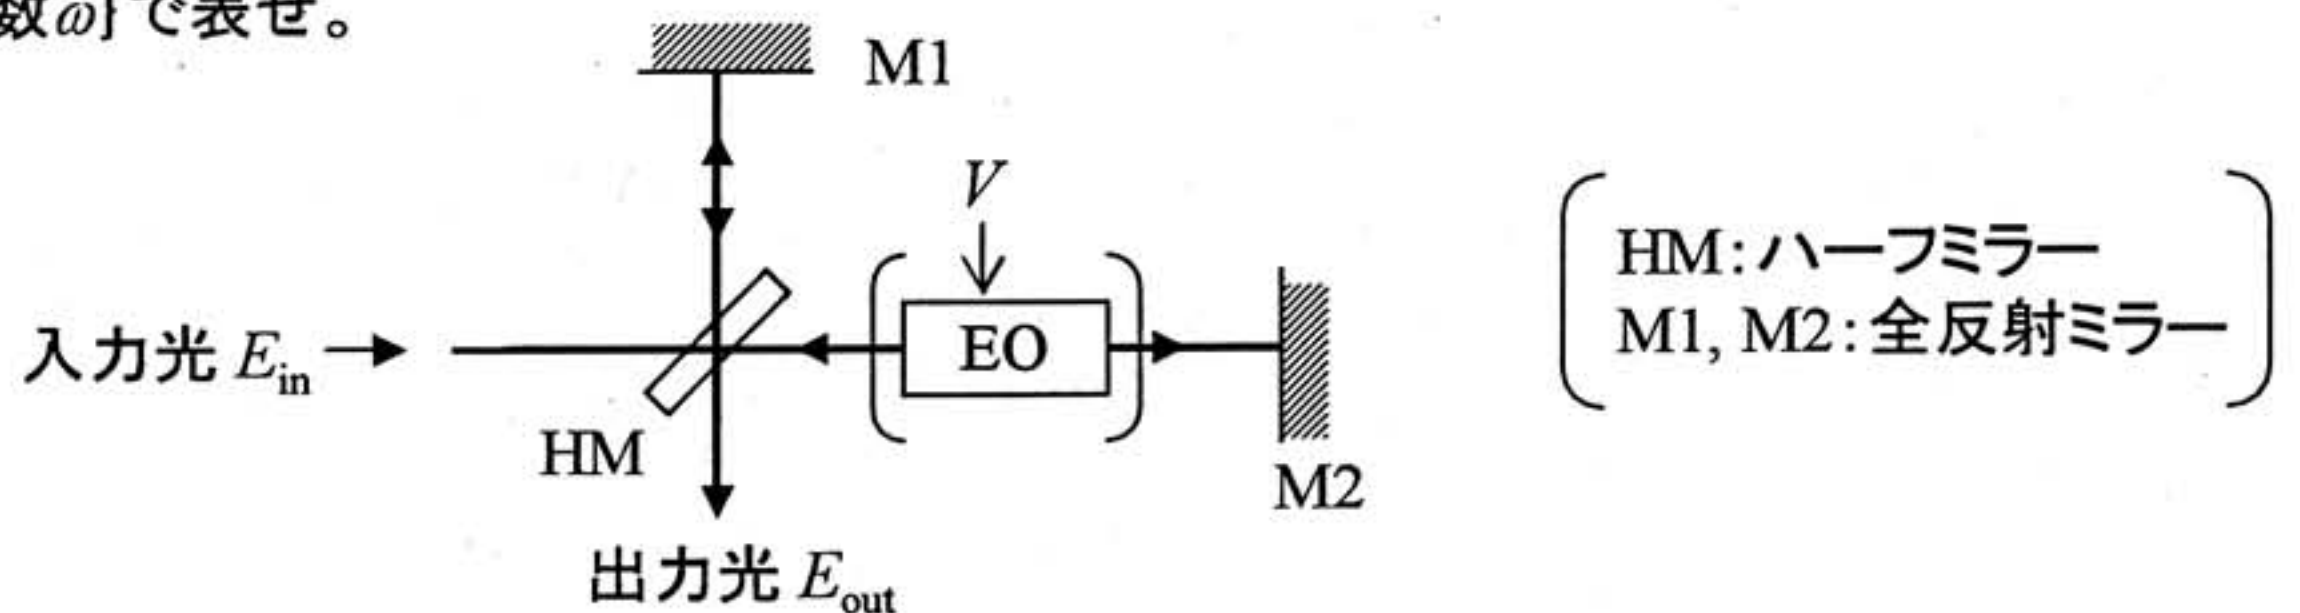 数ω}で表せ。
M1
V
HM:ハーフミラー
M1, M2:全反射ミラー
入力光 Ein
EO
HM
M2
出力光 Eout